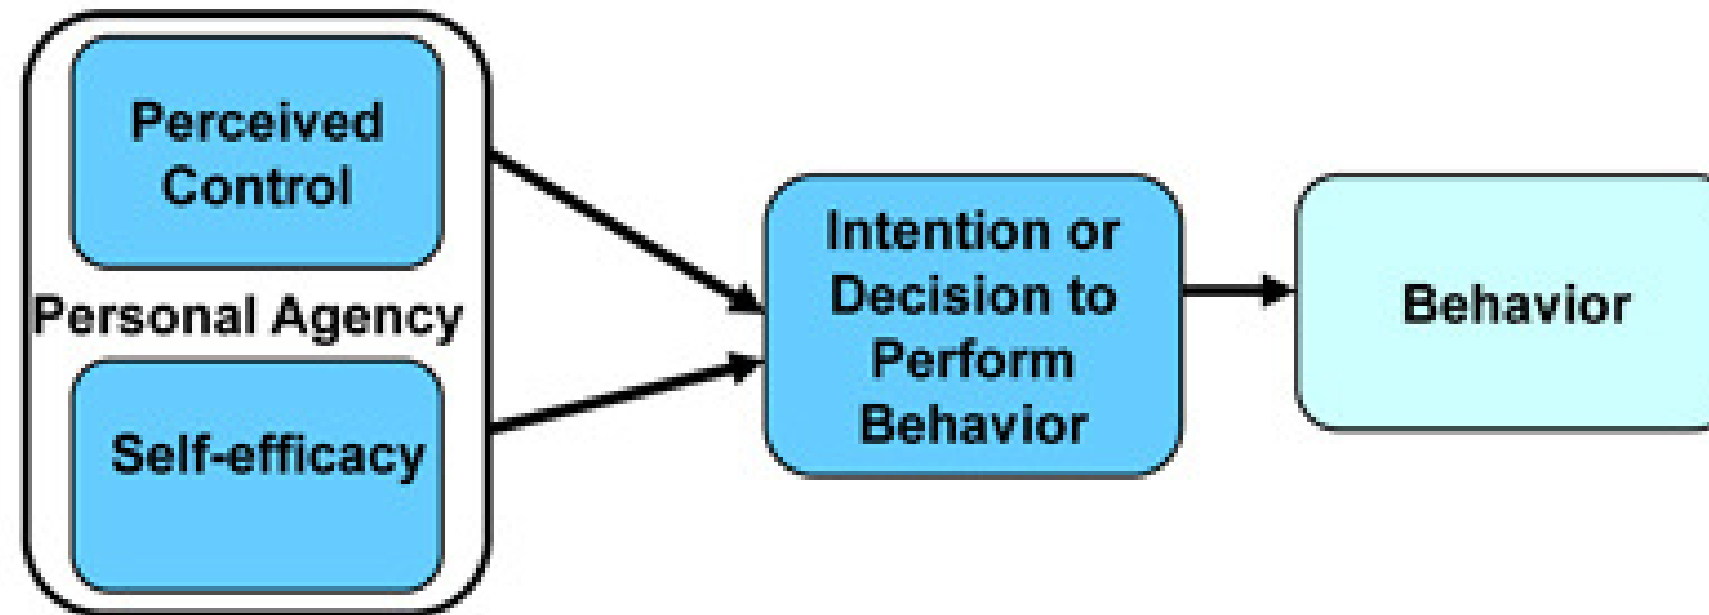 Perceived
Control
Personal Agency
Self-efficacy
Intention or
Decision to
Perform
Behavior
Behavior